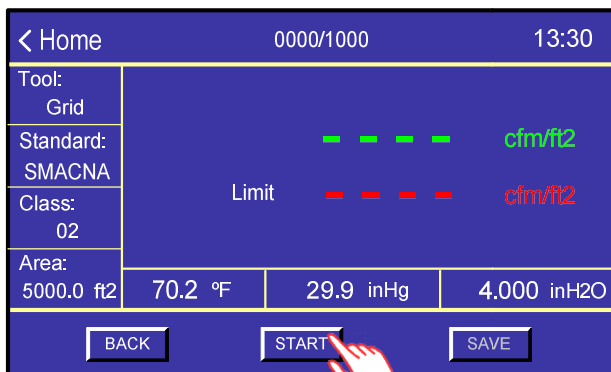 < Home 0000/1000 13:30
Tool:
Grid
Standard:
SMACNA
Class:
02
Area:
5000.0 ft2
- - - - cfm/ft2
Limit - - - - cfm/ft2
70.2 ºF 29.9 inHg 4.000 inH2O
BACK START SAVE